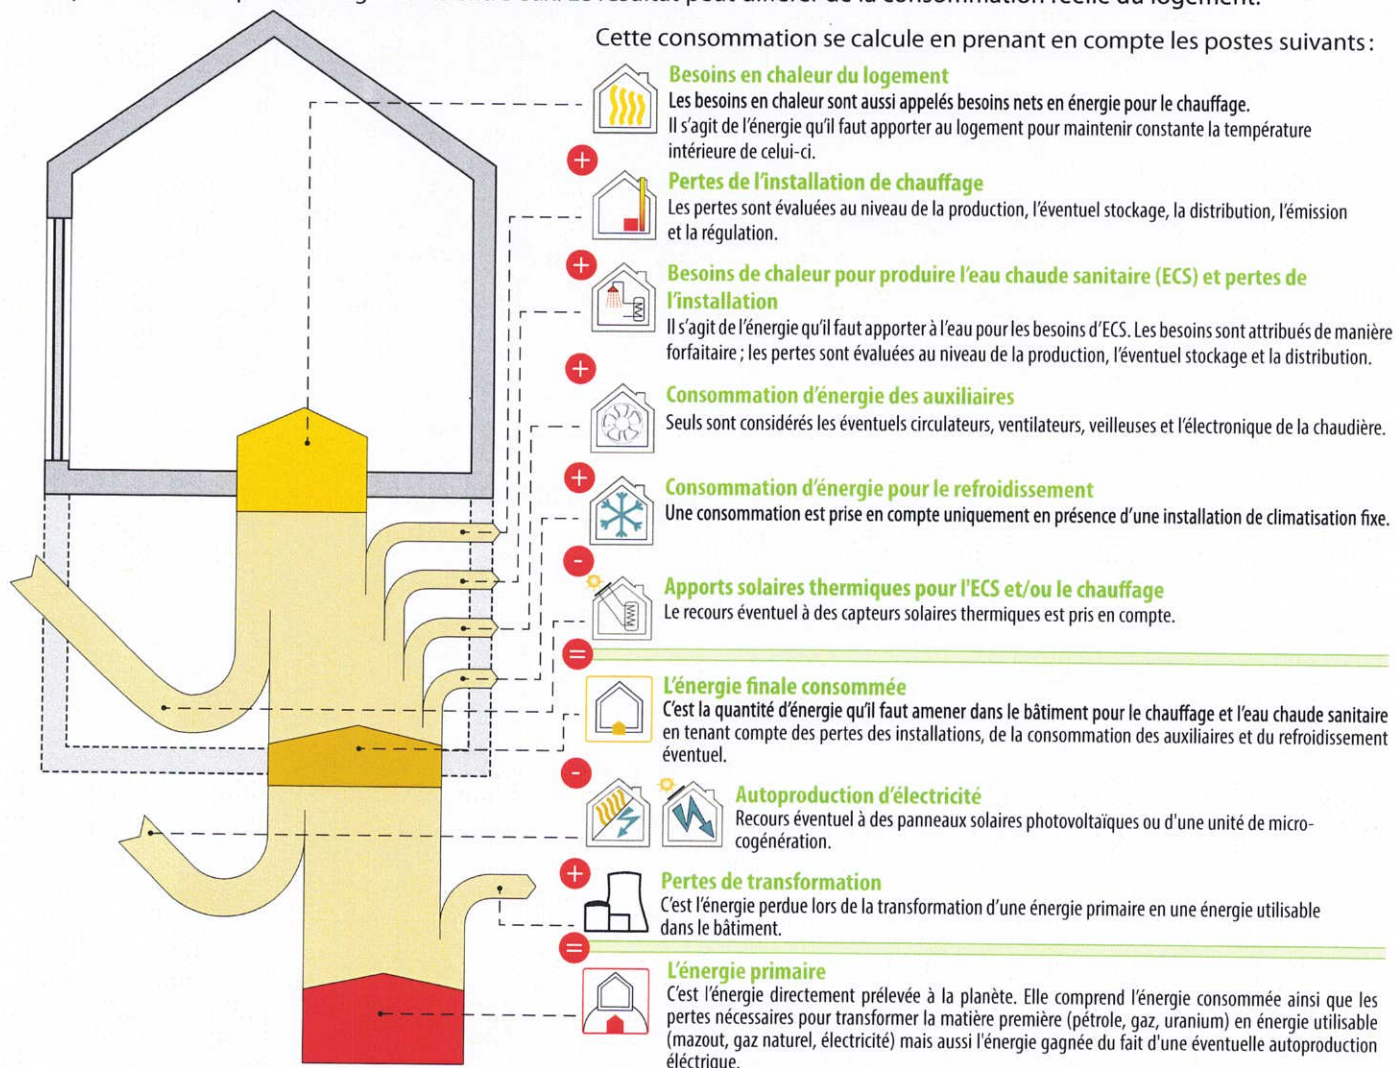 Le résultat peut différer de la consommation réelle du logement.
Cette consommation se calcule en prenant en compte les postes suivants :
Besoins en chaleur du logement
Les besoins en chaleur sont aussi appelés besoins nets en énergie pour le chauffage.
Il s'agit de l'énergie qu'il faut apporter au logement pour maintenir constante la température
intérieure de celui-ci.
+
Pertes de l'installation de chauffage
Les pertes sont évaluées au niveau de la production, l'éventuel stockage, la distribution, l'émission
et la régulation.
+
Besoins de chaleur pour produire l'eau chaude sanitaire (ECS) et pertes de
l'installation
Il s'agit de l'énergie qu'il faut apporter à l'eau pour les besoins d'ECS. Les besoins sont attribués de manière
forfaitaire ; les pertes sont évaluées au niveau de la production, l'éventuel stockage et la distribution.
+
Consommation d'énergie des auxiliaires
Seuls sont considérés les éventuels circulateurs, ventilateurs, veilleuses et l'électronique de la chaudière.
+
Consommation d'énergie pour le refroidissement
Une consommation est prise en compte uniquement en présence d'une installation de climatisation fixe.
-
Apports solaires thermiques pour l'ECS et/ou le chauffage
Le recours éventuel à des capteurs solaires thermiques est pris en compte.
=
L'énergie finale consommée
C'est la quantité d'énergie qu'il faut amener dans le bâtiment pour le chauffage et l'eau chaude sanitaire
en tenant compte des pertes des installations, de la consommation des auxiliaires et du refroidissement
éventuel.
-
Autoproduction d'électricité
Recours éventuel à des panneaux solaires photovoltaïques ou d'une unité de micro-
cogénération.
+
Pertes de transformation
C'est l'énergie perdue lors de la transformation d'une énergie primaire en une énergie utilisable
dans le bâtiment.
=
L'énergie primaire
C'est l'énergie directement prélevée à la planète. Elle comprend l'énergie consommée ainsi que les
pertes nécessaires pour transformer la matière première (pétrole, gaz, uranium) en énergie utilisable
(mazout, gaz naturel, électricité) mais aussi l'énergie gagnée du fait d'une éventuelle autoproduction
éléctrique.